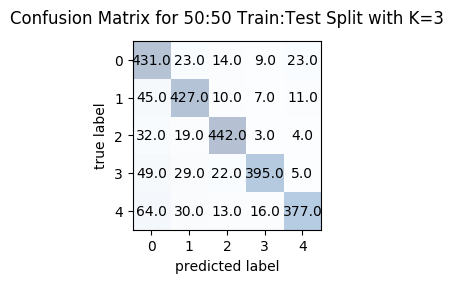 Confusion Matrix for 50:50 Train:Test Split with K=3
0 431.0 23.0 14.0 9.0 23.0
1 45.0 427.0 10.0 7.0 11.0
2 32.0 19.0 442.0 3.0 4.0
3 49.0 29.0 22.0 395.0 5.0
4 64.0 30.0 13.0 16.0 377.0
true label
0 1 2 3 4
predicted label